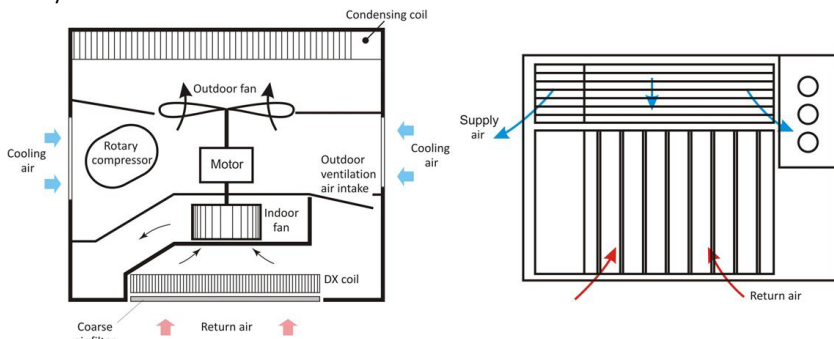 Condensing coil
Outdoor fan
Cooling
air
Rotary
compressor
Motor
Outdoor
ventilation
air intake
Cooling
air
Indoor
fan
DX coil
Coarse
Return air
Supply
air
Return air